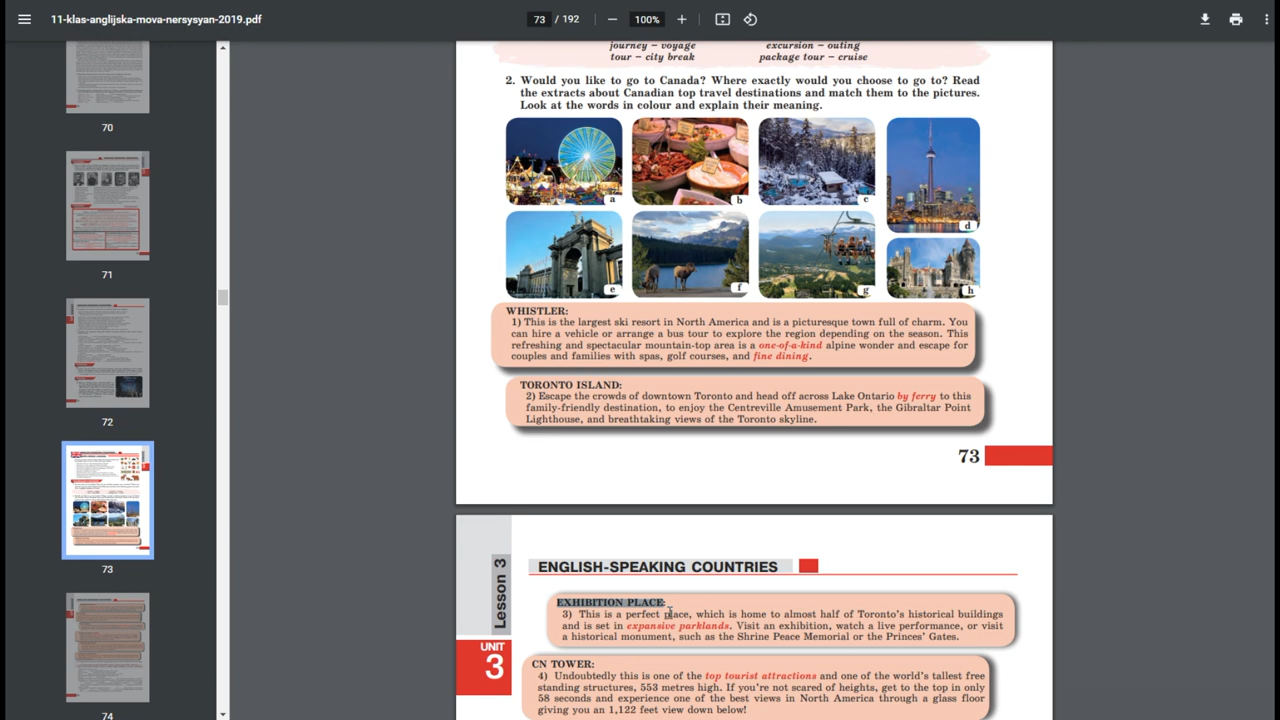 11-klas-anglijska-mova-nersysyan-2019.pdf
73 / 192
100%
70
71
72
73
74
journey – voyage excursion – outing
tour – city break package tour – cruise
2. Would you like to go to Canada? Where exactly would you choose to go to? Read
the extracts about Canadian top travel destinations and match them to the pictures.
Look at the words in colour and explain their meaning.
a
b
c
d
e
f
g
h
WHISTLER:
1) This is the largest ski resort in North America and is a picturesque town full of charm. You
can hire a vehicle or arrange a bus tour to explore the region depending on the season. This
refreshing and spectacular mountain-top area is a one-of-a-kind alpine wonder and escape for
couples and families with spas, golf courses, and fine dining.
TORONTO ISLAND:
2) Escape the crowds of downtown Toronto and head off across Lake Ontario by ferry to this
family-friendly destination, to enjoy the Centreville Amusement Park, the Gibraltar Point
Lighthouse, and breathtaking views of the Toronto skyline.
73
Lesson 3
UNIT
3
ENGLISH-SPEAKING COUNTRIES
EXHIBITION PLACE:
3) This is a perfect place, which is home to almost half of Toronto's historical buildings
and is set in expansive parklands. Visit an exhibition, watch a live performance, or visit
a historical monument, such as the Shrine Peace Memorial or the Princes' Gates.
CN TOWER:
4) Undoubtedly this is one of the top tourist attractions and one of the world's tallest free
standing structures, 553 metres high. If you're not scared of heights, get to the top in only
58 seconds and experience one of the best views in North America through a glass floor
giving you an 1,122 feet view down below!